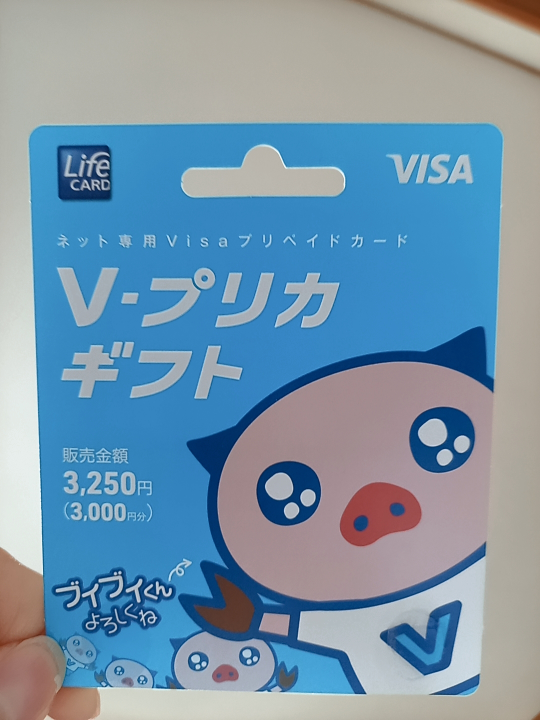 Life
CARD
VISA
ネット専用Visaプリペイドカード
V・プリカ
ギフト
販売金額
3,250円
(3,000円分)
ブイブイくん
よろしくね
V